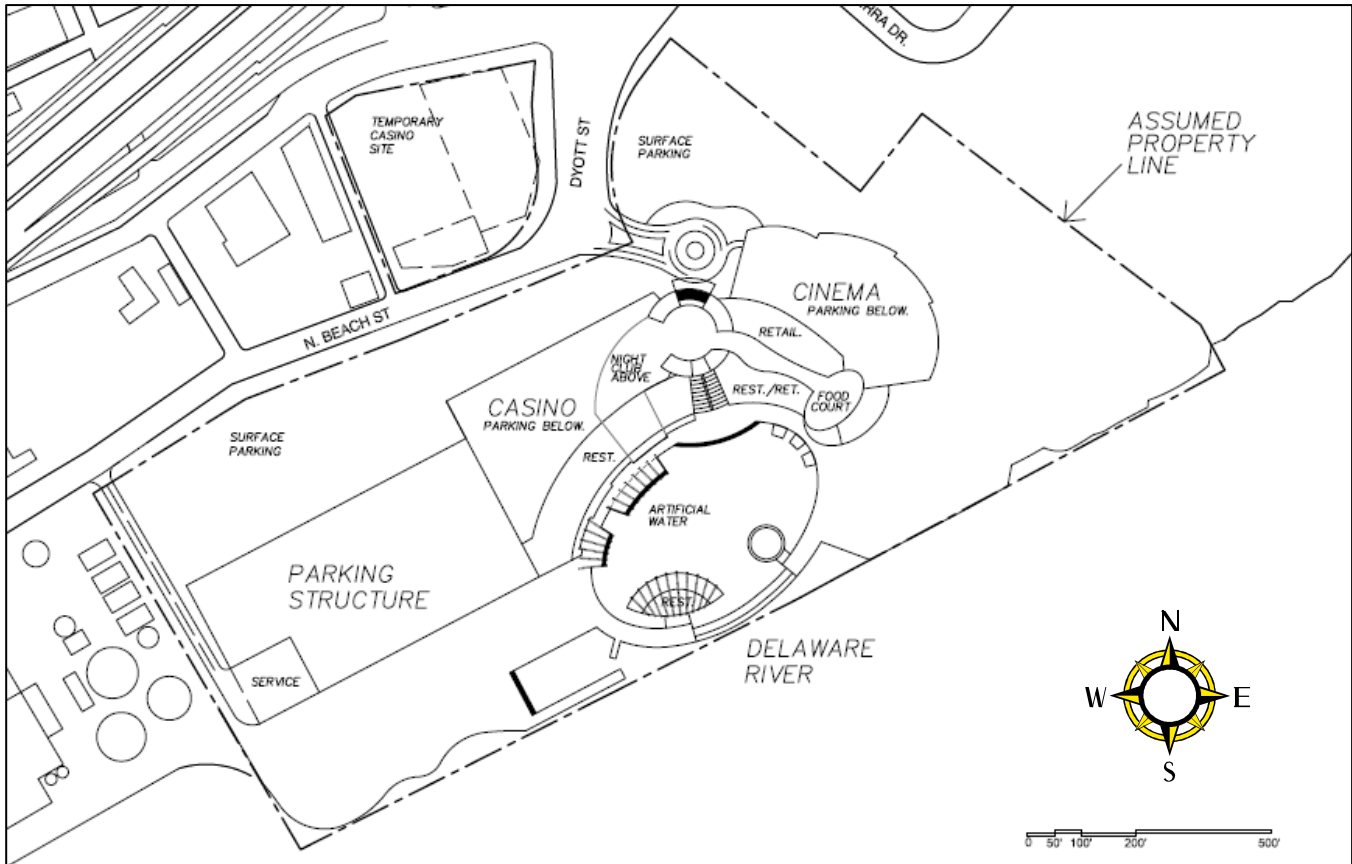 RHRA DR.
TEMPORARY
CASINO
SITE
DYOTT ST
SURFACE
PARKING
ASSUMED
PROPERTY
LINE
N. BEACH ST
CINEMA
PARKING BELOW.
RETAIL.
NIGHT
CLUB
ABOVE
REST./RET.
FOOD
COURT
CASINO
PARKING BELOW.
SURFACE
PARKING
REST.
ARTIFICIAL
WATER
PARKING
STRUCTURE
REST.
SERVICE
DELAWARE
RIVER
N
W
E
S
0 50' 100' 200' 500'